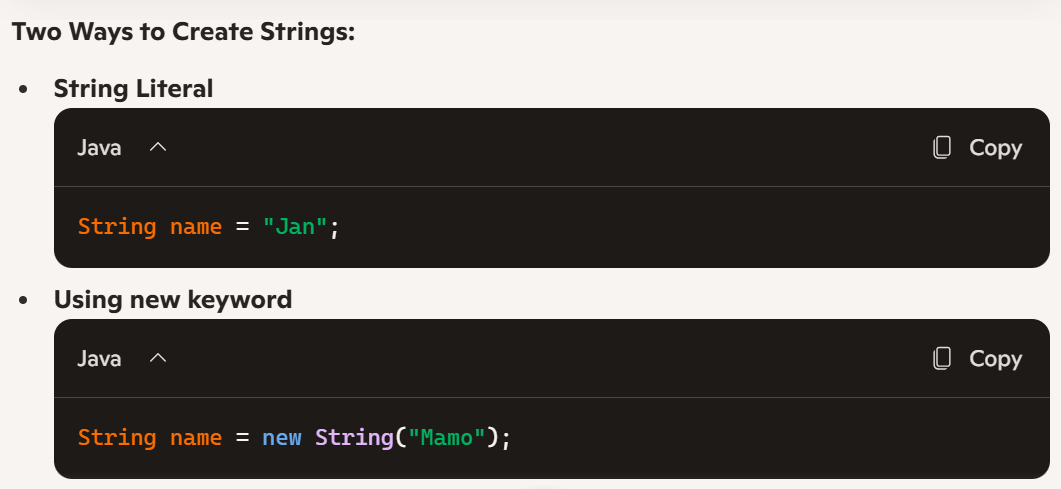 Two Ways to Create Strings:
• String Literal
Java
Copy
String name = "Jan";
• Using new keyword
Java
Copy
String name = new String("Mamo");